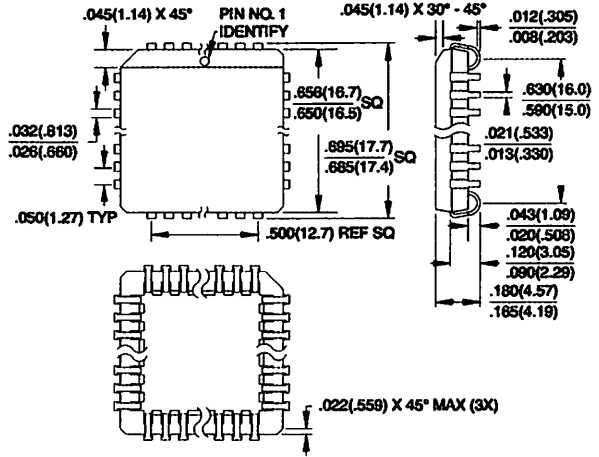 .045(1.14) X 45°
PIN NO. 1
IDENTIFY
.045(1.14) X 30° - 45°
.012(.305)
.008(.203)
.656(16.7)
.650(16.5)
SQ
.630(16.0)
.590(15.0)
.032(.813)
.026(.660)
.695(17.7)
.685(17.4)
SQ
.021(.533)
.013(.330)
.050(1.27) TYP
.500(12.7) REF SQ
.043(1.09)
.020(.508)
.120(3.05)
.090(2.29)
.180(4.57)
.165(4.19)
.022(.559) X 45° MAX (3X)